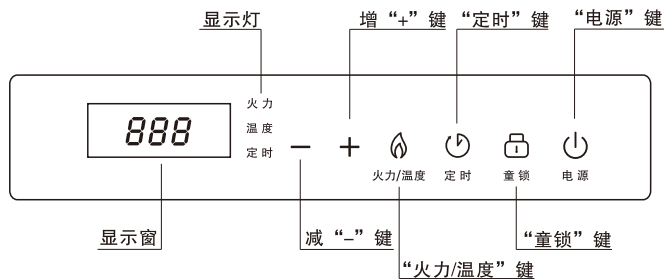 显示灯 增“+”键 “定时”键 “电源”键
火力
888 温度
定时 − +
火力/温度 定时 童锁 电源
显示窗 减“–”键 “童锁”键
“火力/温度”键